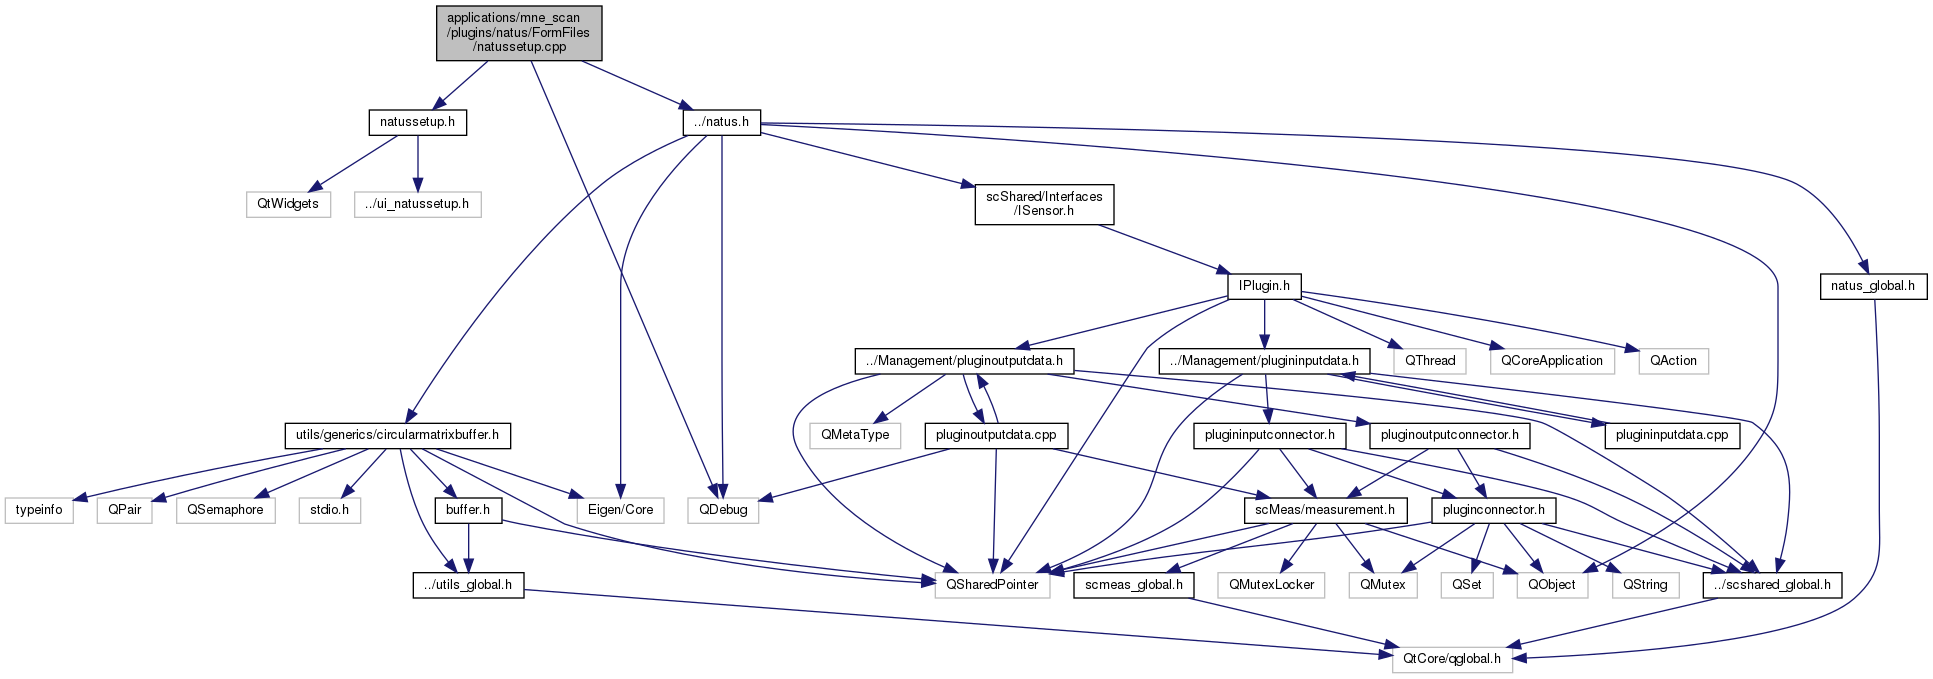 applications/mne_scan
/plugins/natus/FormFiles
/natussetup.cpp
natussetup.h
../natus.h
QtWidgets
../ui_natussetup.h
scShared/Interfaces
/ISensor.h
IPlugin.h
natus_global.h
../Management/pluginoutputdata.h
../Management/plugininputdata.h
QThread
QCoreApplication
QAction
utils/generics/circularmatrixbuffer.h
QMetaType
pluginoutputdata.cpp
plugininputconnector.h
pluginoutputconnector.h
plugininputdata.cpp
typeinfo
QPair
QSemaphore
stdio.h
buffer.h
Eigen/Core
QDebug
scMeas/measurement.h
pluginconnector.h
../utils_global.h
QSharedPointer
scmeas_global.h
QMutexLocker
QMutex
QSet
QObject
QString
../scshared_global.h
QtCore/qglobal.h